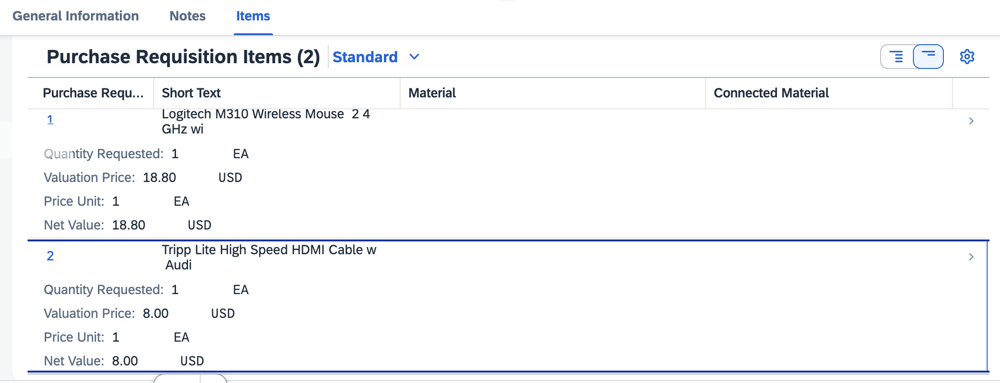 General Information Notes Items
Purchase Requisition Items (2) Standard
Purchase Requ... Short Text Material Connected Material
1 Logitech M310 Wireless Mouse  2 4
GHz wi
Quantity Requested: 1 EA
Valuation Price: 18.80 USD
Price Unit: 1 EA
Net Value: 18.80 USD
2 Tripp Lite High Speed HDMI Cable w
Audi
Quantity Requested: 1 EA
Valuation Price: 8.00 USD
Price Unit: 1 EA
Net Value: 8.00 USD